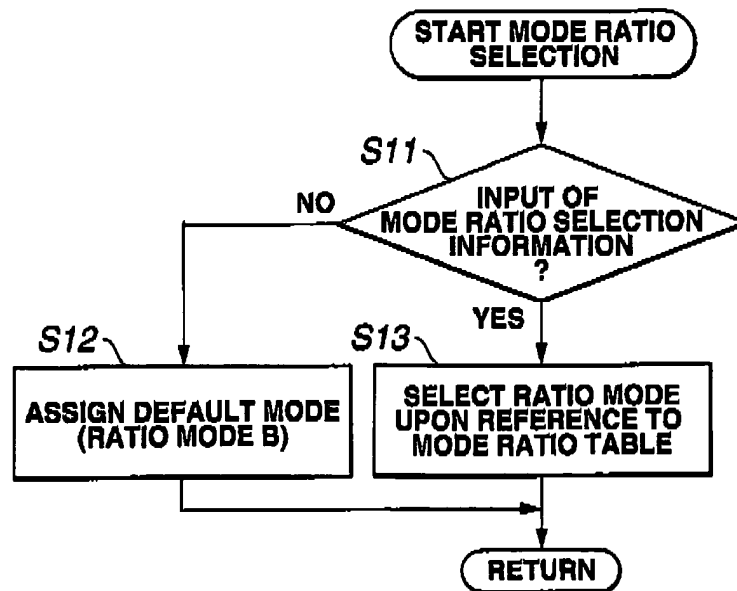 START MODE RATIO
SELECTION
S11
INPUT OF
MODE RATIO SELECTION
INFORMATION
?
NO
YES
S12
ASSIGN DEFAULT MODE
(RATIO MODE B)
S13
SELECT RATIO MODE
UPON REFERENCE TO
MODE RATIO TABLE
RETURN